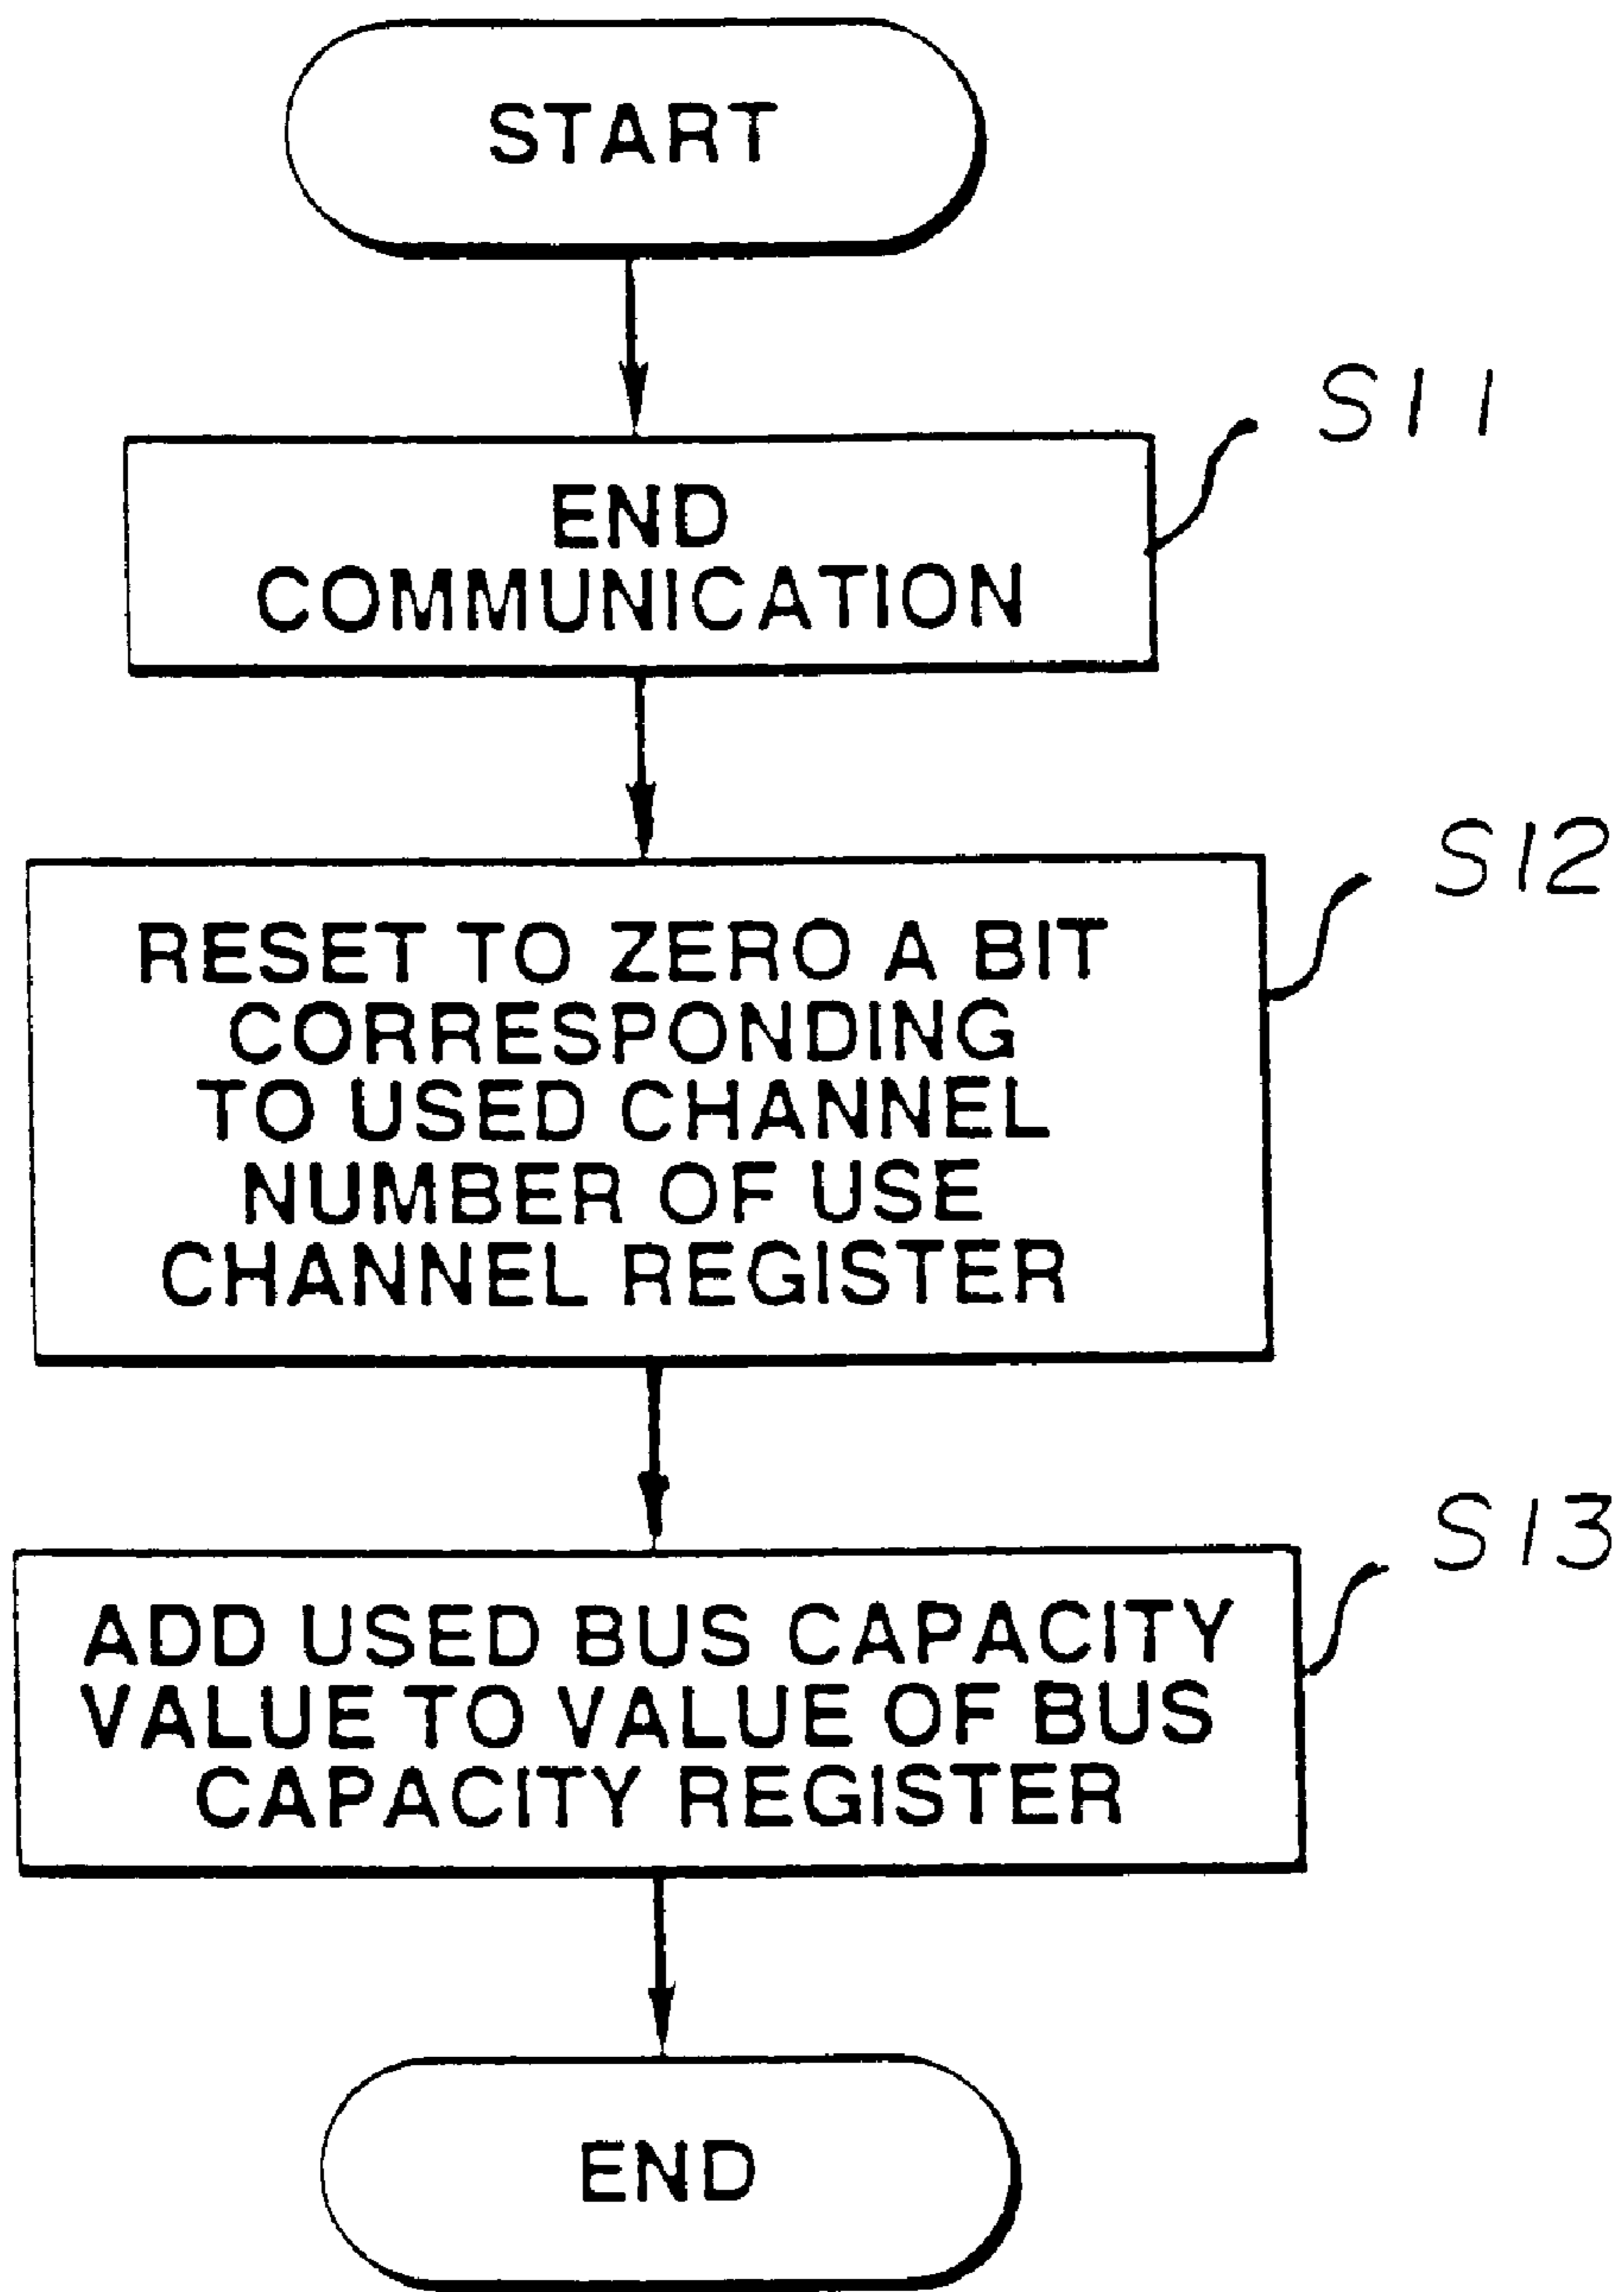 START
S11
END
COMMUNICATION
S12
RESET TO ZERO A BIT
CORRESPONDING
TO USED CHANNEL
NUMBER OF USE
CHANNEL REGISTER
S13
ADD USED BUS CAPACITY
VALUE TO VALUE OF BUS
CAPACITY REGISTER
END